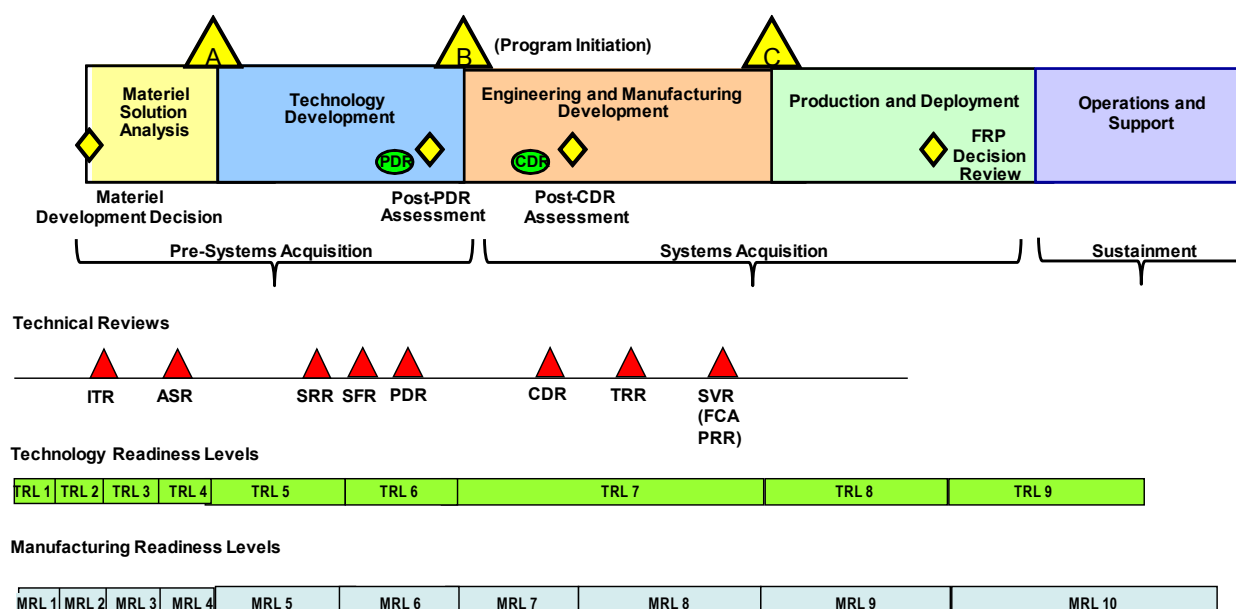 A
B
(Program Initiation)
C
Materiel
Solution
Analysis
Technology
Development
Engineering and Manufacturing
Development
Production and Deployment
Operations and
Support
PDR
CDR
FRP
Decision
Review
Materiel
Development Decision
Post-PDR
Assessment
Post-CDR
Assessment
Pre-Systems Acquisition
Systems Acquisition
Sustainment
Technical Reviews
ITR
ASR
SRR
SFR
PDR
CDR
TRR
SVR
(FCA
PRR)
Technology Readiness Levels
TRL 1
TRL 2
TRL 3
TRL 4
TRL 5
TRL 6
TRL 7
TRL 8
TRL 9
Manufacturing Readiness Levels
MRL 1
MRL 2
MRL 3
MRL 4
MRL 5
MRL 6
MRL 7
MRL 8
MRL 9
MRL 10